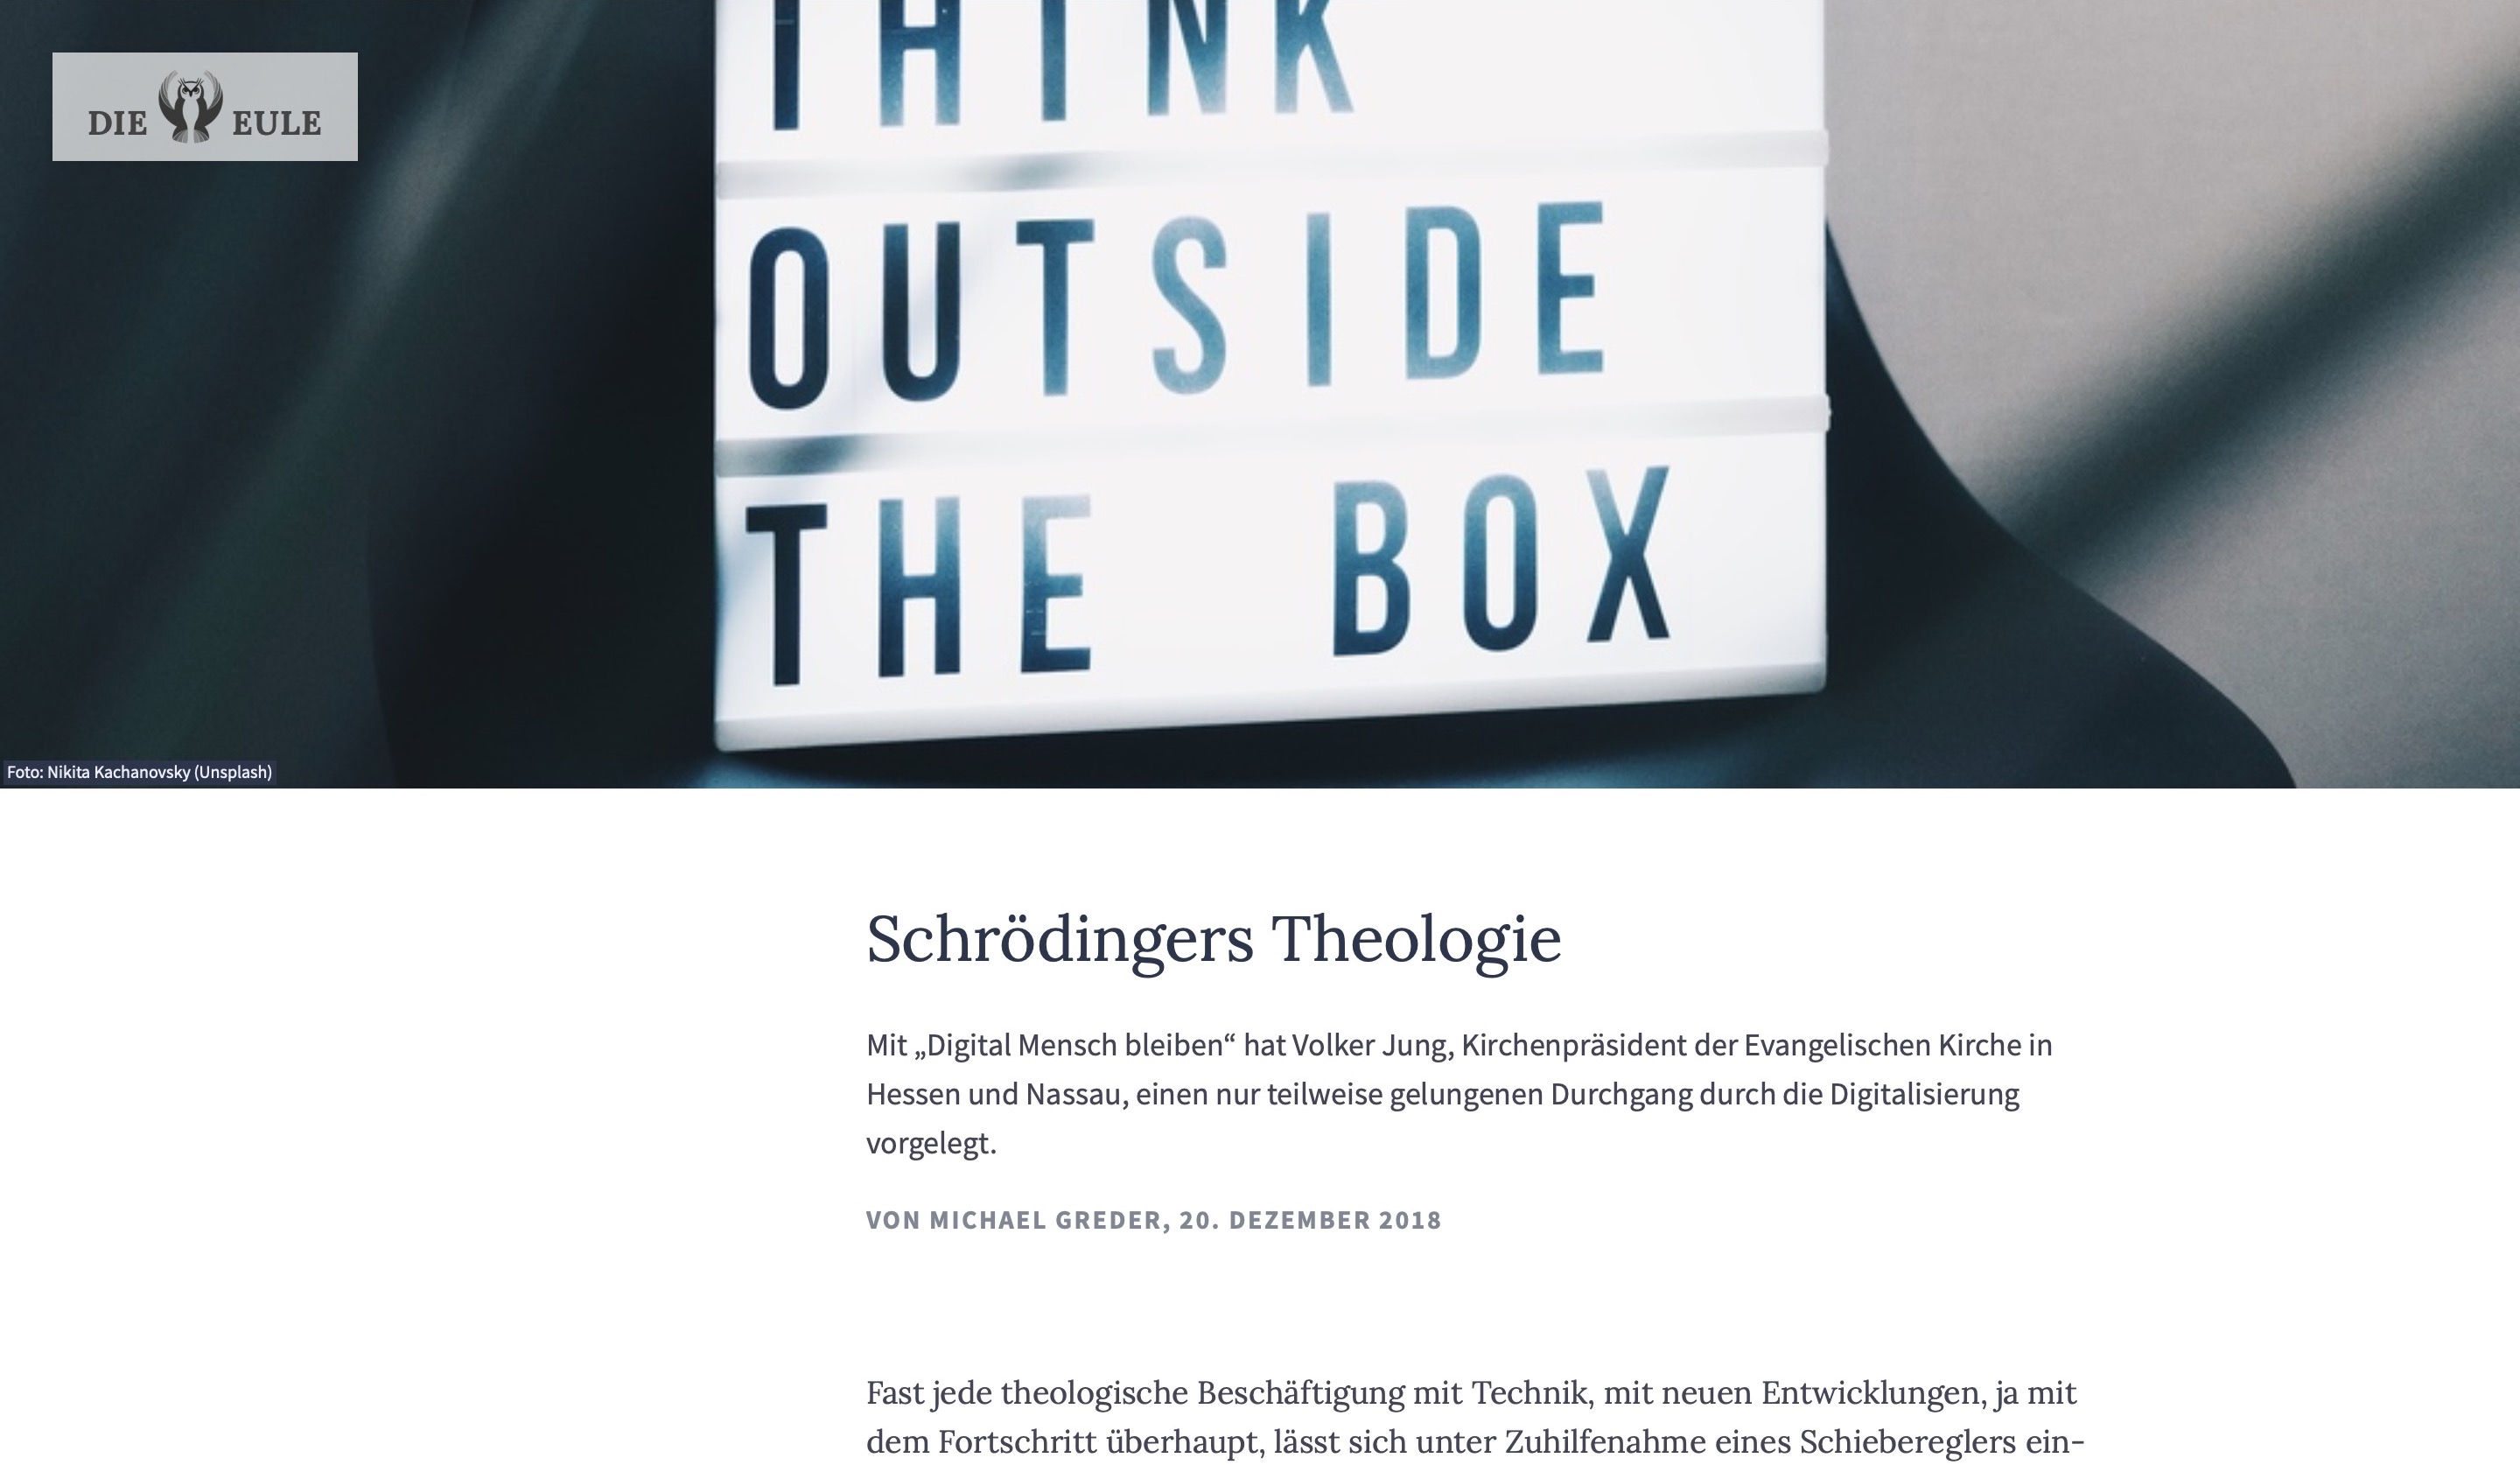 THINK
DIE EULE
OUTSIDE
THE BOX
Foto: Nikita Kachanovsky (Unsplash)
Schrödingers Theologie
Mit „Digital Mensch bleiben“ hat Volker Jung, Kirchenpräsident der Evangelischen Kirche in
Hessen und Nassau, einen nur teilweise gelungenen Durchgang durch die Digitalisierung
vorgelegt.
VON MICHAEL GREDER, 20. DEZEMBER 2018
Fast jede theologische Beschäftigung mit Technik, mit neuen Entwicklungen, ja mit
dem Fortschritt überhaupt, lässt sich unter Zuhilfenahme eines Schiebereglers ein-